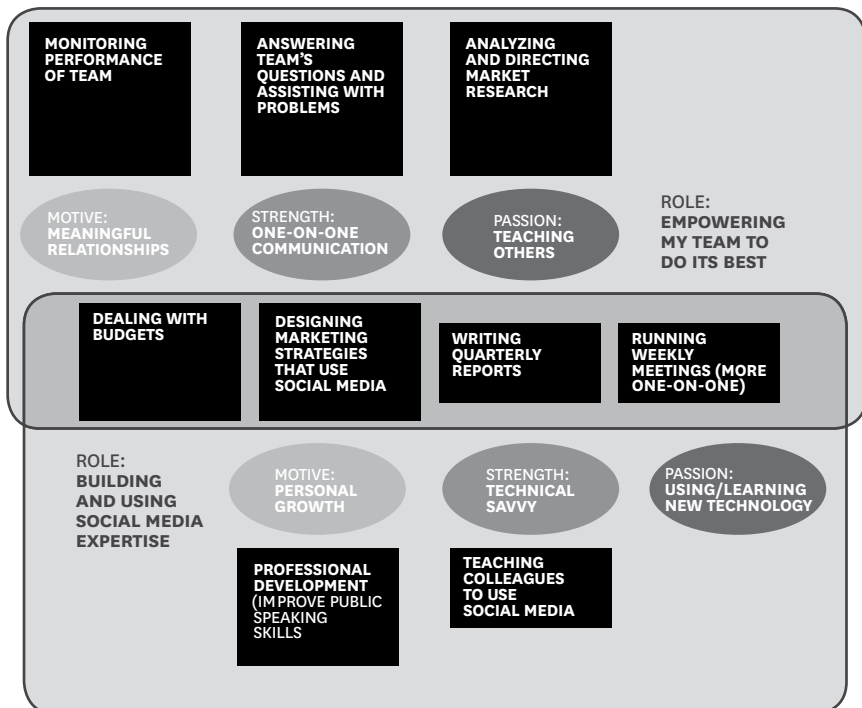 MONITORING
PERFORMANCE
OF TEAM
ANSWERING
TEAM'S
QUESTIONS AND
ASSISTING WITH
PROBLEMS
ANALYZING
AND DIRECTING
MARKET
RESEARCH
MOTIVE:
MEANINGFUL
RELATIONSHIPS
STRENGTH:
ONE-ON-ONE
COMMUNICATION
PASSION:
TEACHING
OTHERS
ROLE:
EMPOWERING
MY TEAM TO
DO ITS BEST
DEALING WITH
BUDGETS
DESIGNING
MARKETING
STRATEGIES
THAT USE
SOCIAL MEDIA
WRITING
QUARTERLY
REPORTS
RUNNING
WEEKLY
MEETINGS (MORE
ONE-ON-ONE)
ROLE:
BUILDING
AND USING
SOCIAL MEDIA
EXPERTISE
MOTIVE:
PERSONAL
GROWTH
STRENGTH:
TECHNICAL
SAVVY
PASSION:
USING/LEARNING
NEW TECHNOLOGY
PROFESSIONAL
DEVELOPMENT
(IMPROVE PUBLIC
SPEAKING
SKILLS
TEACHING
COLLEAGUES
TO USE
SOCIAL MEDIA